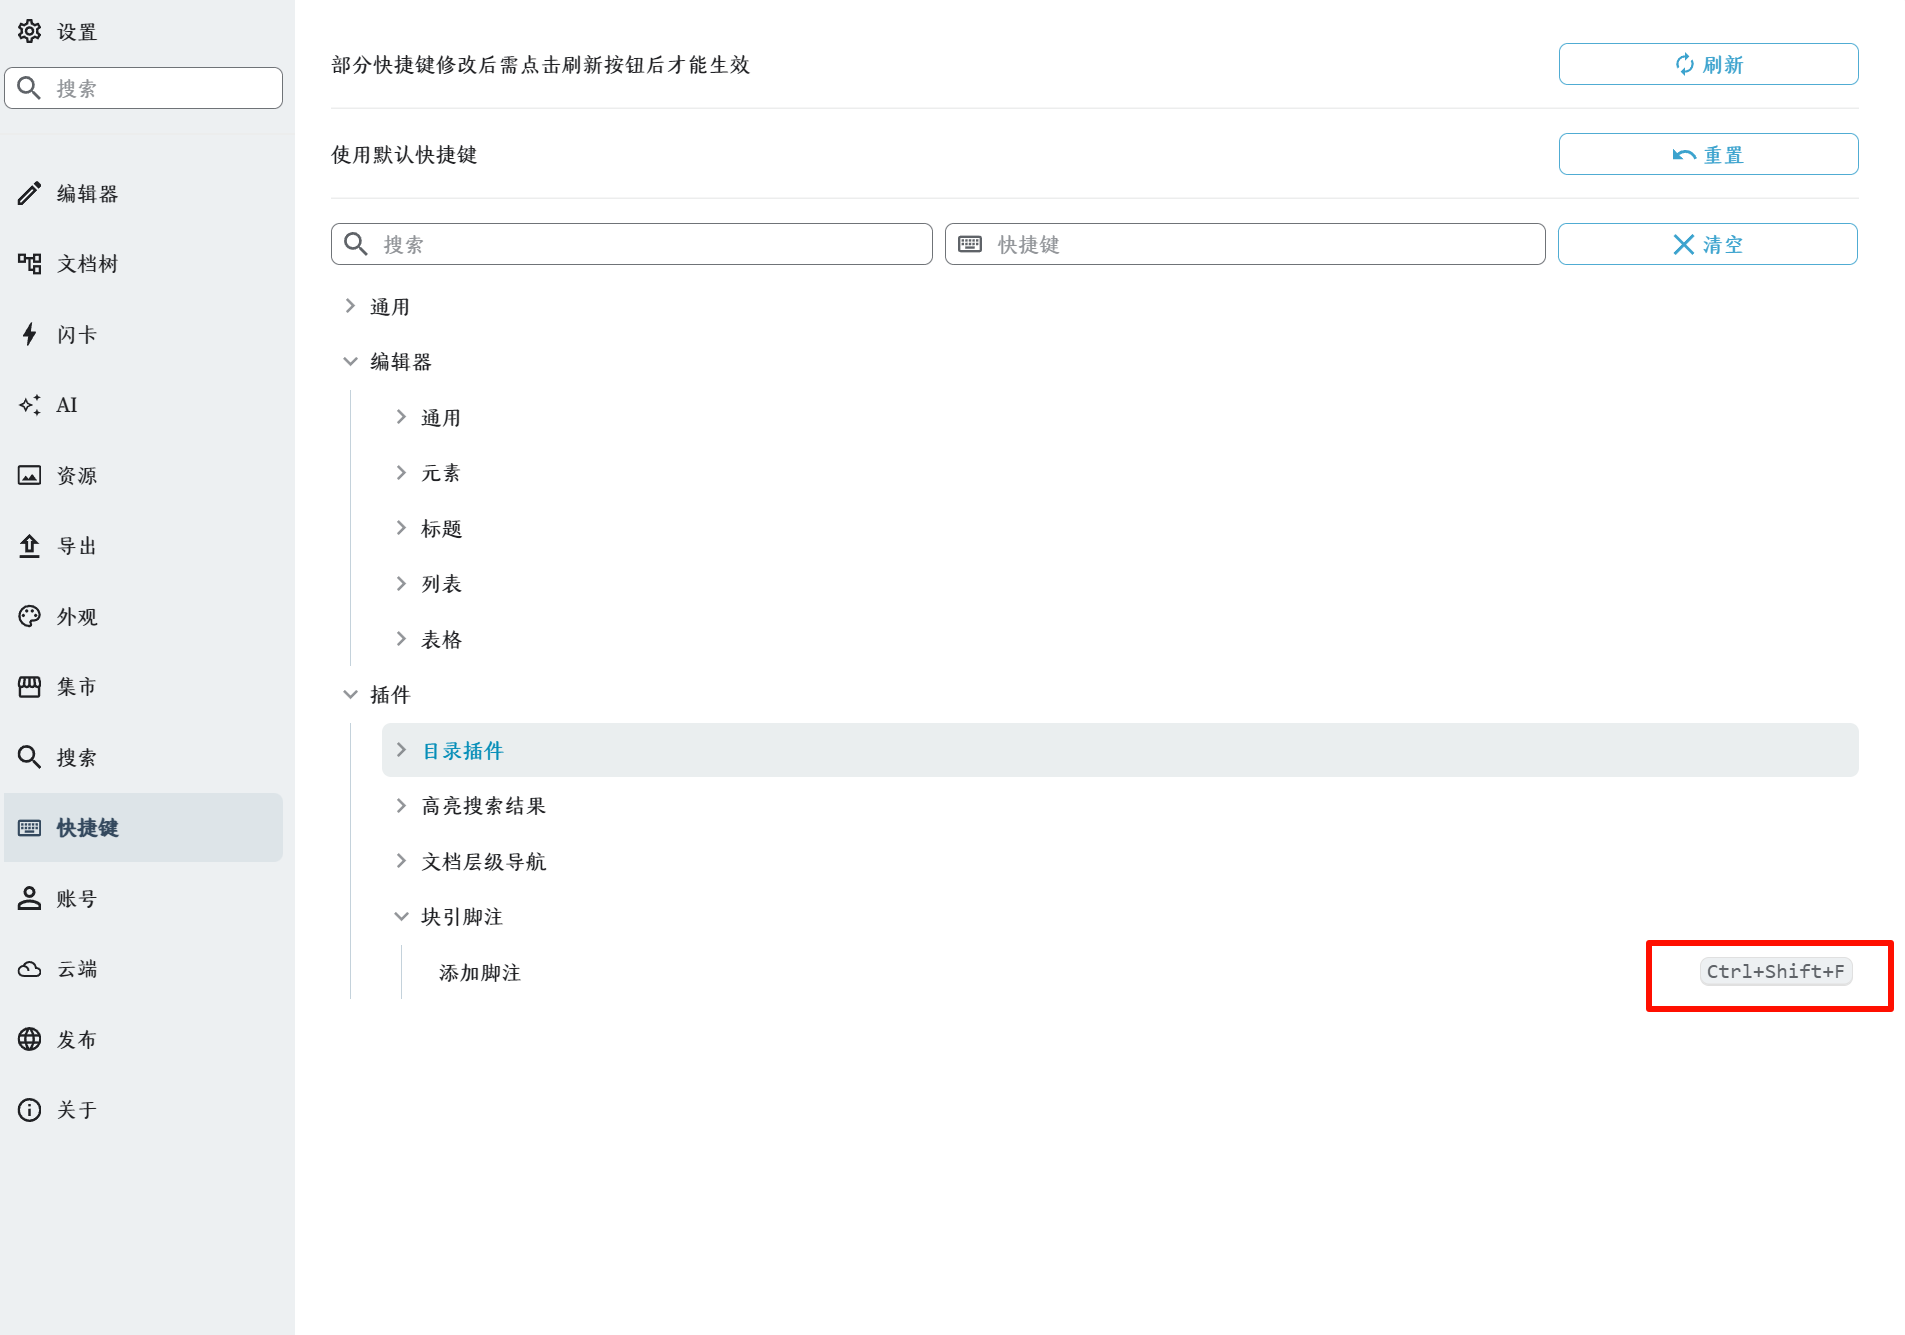 设置
搜索
编辑器
文档树
闪卡
AI
资源
导出
外观
集市
搜索
快捷键
账号
云端
发布
关于
部分快捷键修改后需点击刷新按钮后才能生效
刷新
使用默认快捷键
重置
搜索
快捷键
清空
通用
编辑器
通用
元素
标题
列表
表格
插件
目录插件
高亮搜索结果
文档层级导航
块引脚注
添加脚注
Ctrl+Shift+F